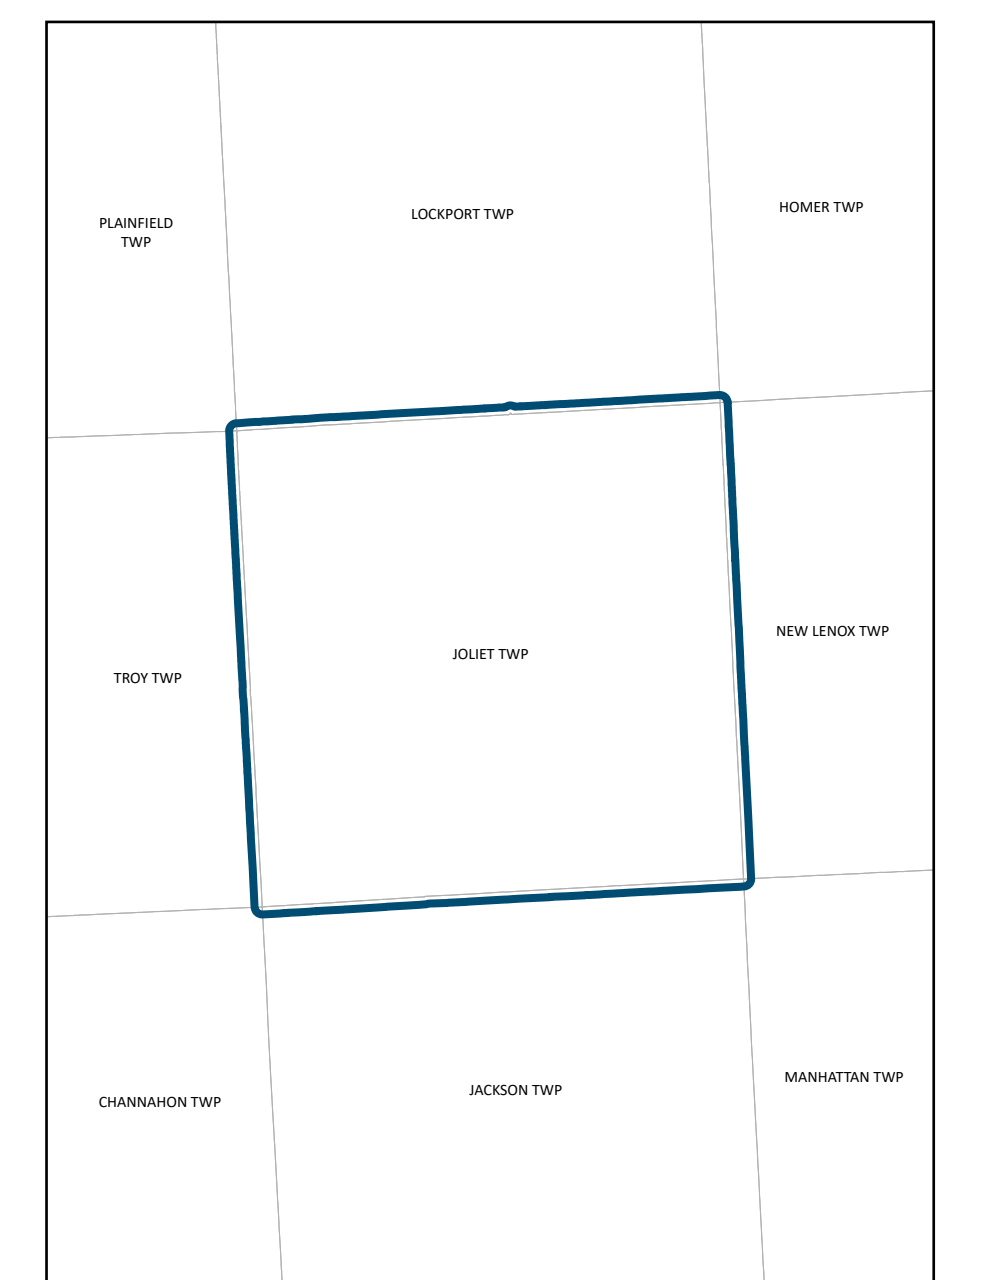 PLAINFIELD
TWP
LOCKPORT TWP
HOMER TWP
TROY TWP
JOLIET TWP
NEW LENOX TWP
CHANNAHON TWP
JACKSON TWP
MANHATTAN TWP